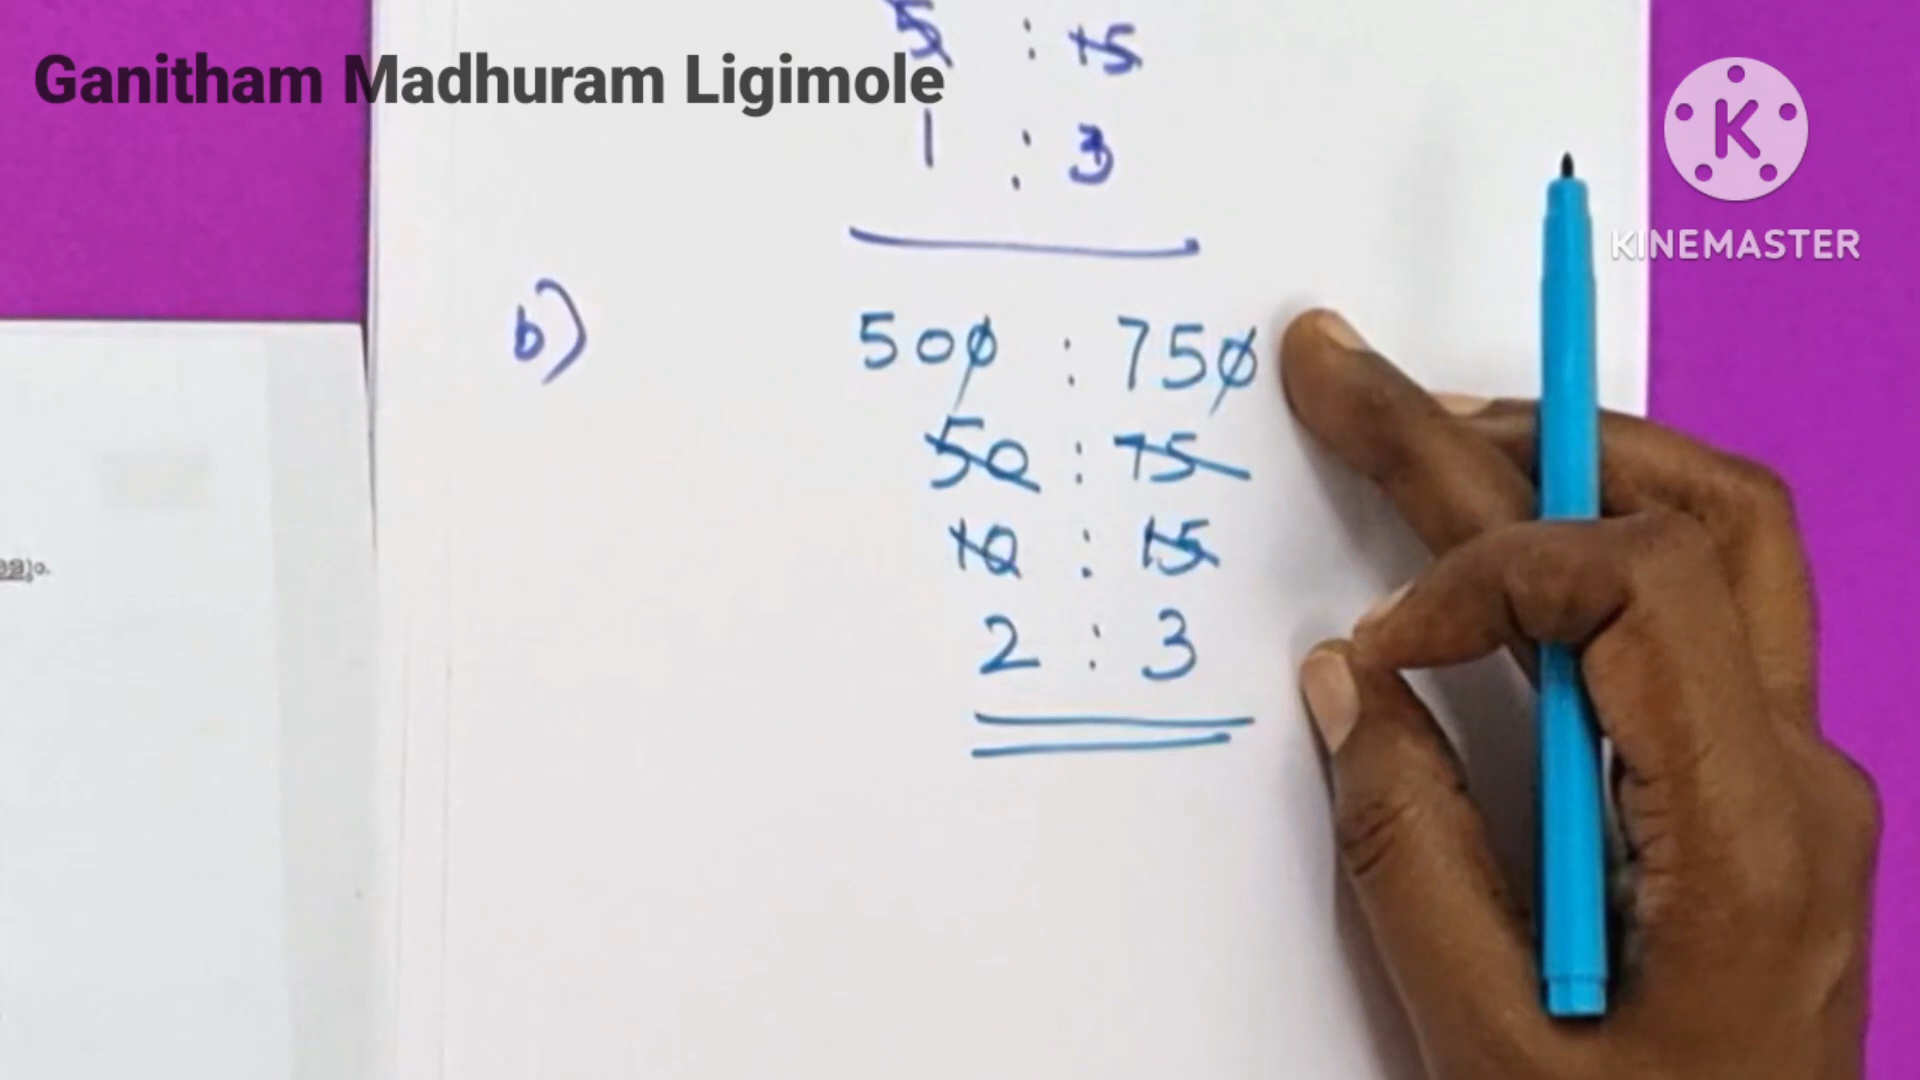 5 : 15
Ganitham Madhuram Ligimole
1 : 3
K
KINEMASTER
b) 500 : 750
50 : 75
10 : 15
2 : 3